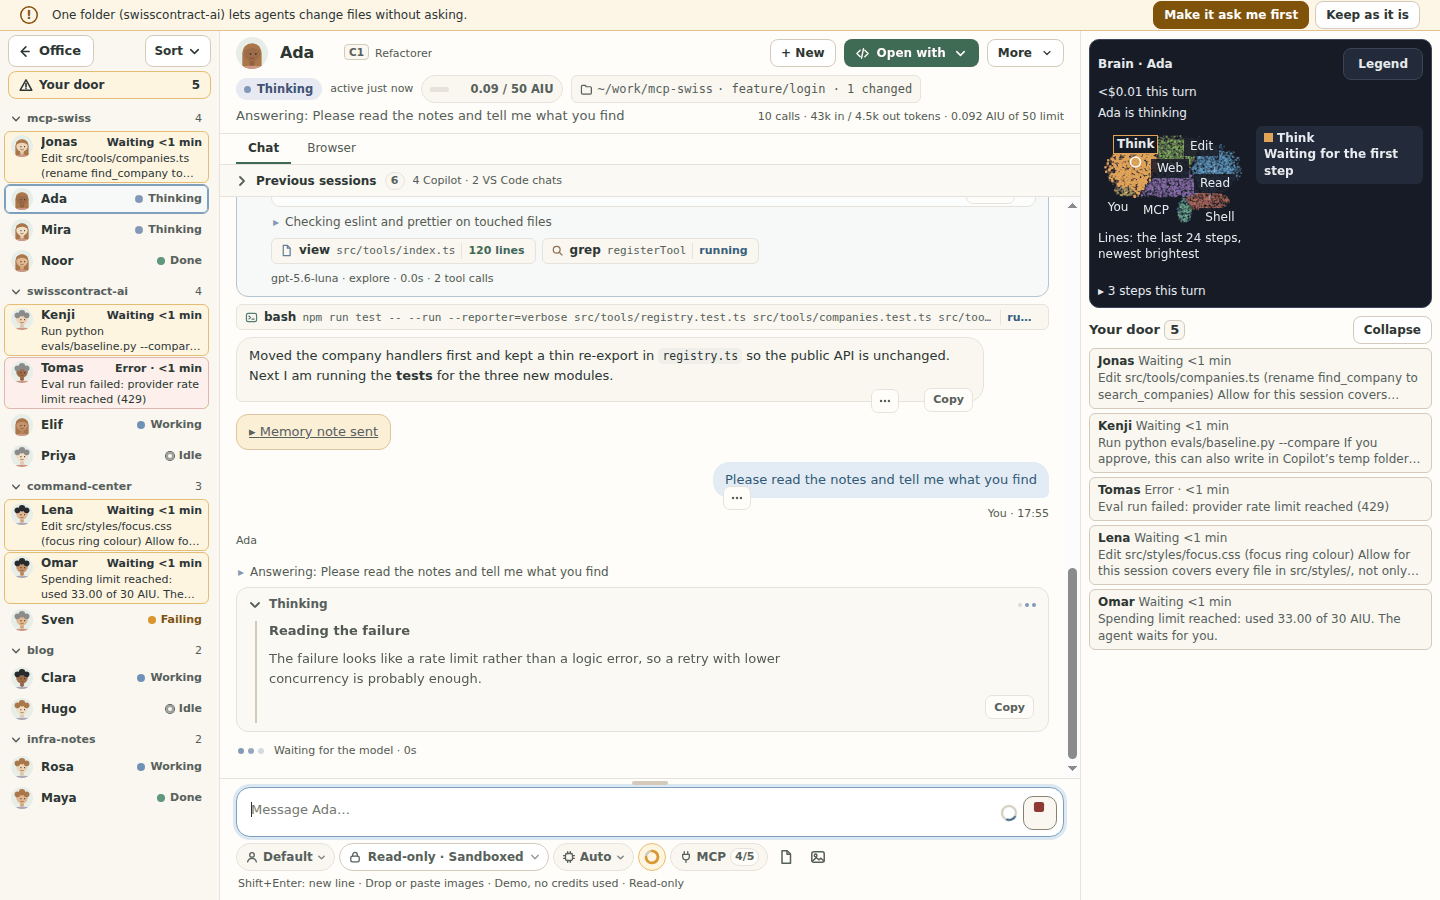 One folder (swisscontract-ai) lets agents change files without asking.
Make it ask me first
Keep as it is
Office
Sort
Your door 5
mcp-swiss 4
Jonas Waiting <1 min
Edit src/tools/companies.ts
(rename find_company to…
Ada Thinking
Mira Thinking
Noor Done
swisscontract-ai 4
Kenji Waiting <1 min
Run python
evals/baseline.py --compar…
Tomas Error · <1 min
Eval run failed: provider rate
limit reached (429)
Elif Working
Priya Idle
command-center 3
Lena Waiting <1 min
Edit src/styles/focus.css
(focus ring colour) Allow fo…
Omar Waiting <1 min
Spending limit reached:
used 33.00 of 30 AIU. The…
Sven Failing
blog 2
Clara Working
Hugo Idle
infra-notes 2
Rosa Working
Maya Done
Ada C1 Refactorer
+ New
Open with
More
Thinking active just now 0.09 / 50 AIU ~/work/mcp-swiss · feature/login · 1 changed
Answering: Please read the notes and tell me what you find
10 calls · 43k in / 4.5k out tokens · 0.092 AIU of 50 limit
Chat Browser
Previous sessions 6 4 Copilot · 2 VS Code chats
▸ Checking eslint and prettier on touched files
view src/tools/index.ts 120 lines
grep registerTool running
gpt-5.6-luna · explore · 0.0s · 2 tool calls
bash npm run test -- --run --reporter=verbose src/tools/registry.test.ts src/tools/companies.test.ts src/too… ru…
Moved the company handlers first and kept a thin re-export in registry.ts so the public API is unchanged.
Next I am running the tests for the three new modules.
… Copy
▸ Memory note sent
Please read the notes and tell me what you find
…
You · 17:55
Ada
▸ Answering: Please read the notes and tell me what you find
Thinking
Reading the failure
The failure looks like a rate limit rather than a logic error, so a retry with lower
concurrency is probably enough.
Copy
Waiting for the model · 0s
Message Ada…
Default
Read-only · Sandboxed
Auto
MCP 4/5
Shift+Enter: new line · Drop or paste images · Demo, no credits used · Read-only
Brain · Ada
Legend
<$0.01 this turn
Ada is thinking
Think
Edit
Web
Read
You
MCP
Shell
Think
Waiting for the first
step
Lines: the last 24 steps,
newest brightest
▸ 3 steps this turn
Your door 5
Collapse
Jonas Waiting <1 min
Edit src/tools/companies.ts (rename find_company to
search_companies) Allow for this session covers…
Kenji Waiting <1 min
Run python evals/baseline.py --compare If you
approve, this can also write in Copilot's temp folder…
Tomas Error · <1 min
Eval run failed: provider rate limit reached (429)
Lena Waiting <1 min
Edit src/styles/focus.css (focus ring colour) Allow for
this session covers every file in src/styles/, not only…
Omar Waiting <1 min
Spending limit reached: used 33.00 of 30 AIU. The
agent waits for you.